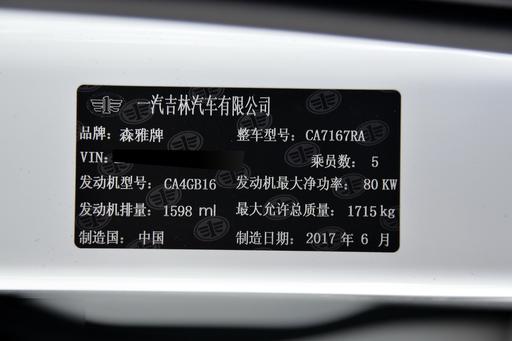 一汽吉林汽车有限公司
品牌：森雅牌 整车型号：CA7167RA
VIN： 乘员数：5
发动机型号：CA4GB16 发动机最大净功率：80 KW
发动机排量：1598 ml 最大允许总质量：1715 kg
制造国：中国 制造日期：2017 年 6 月